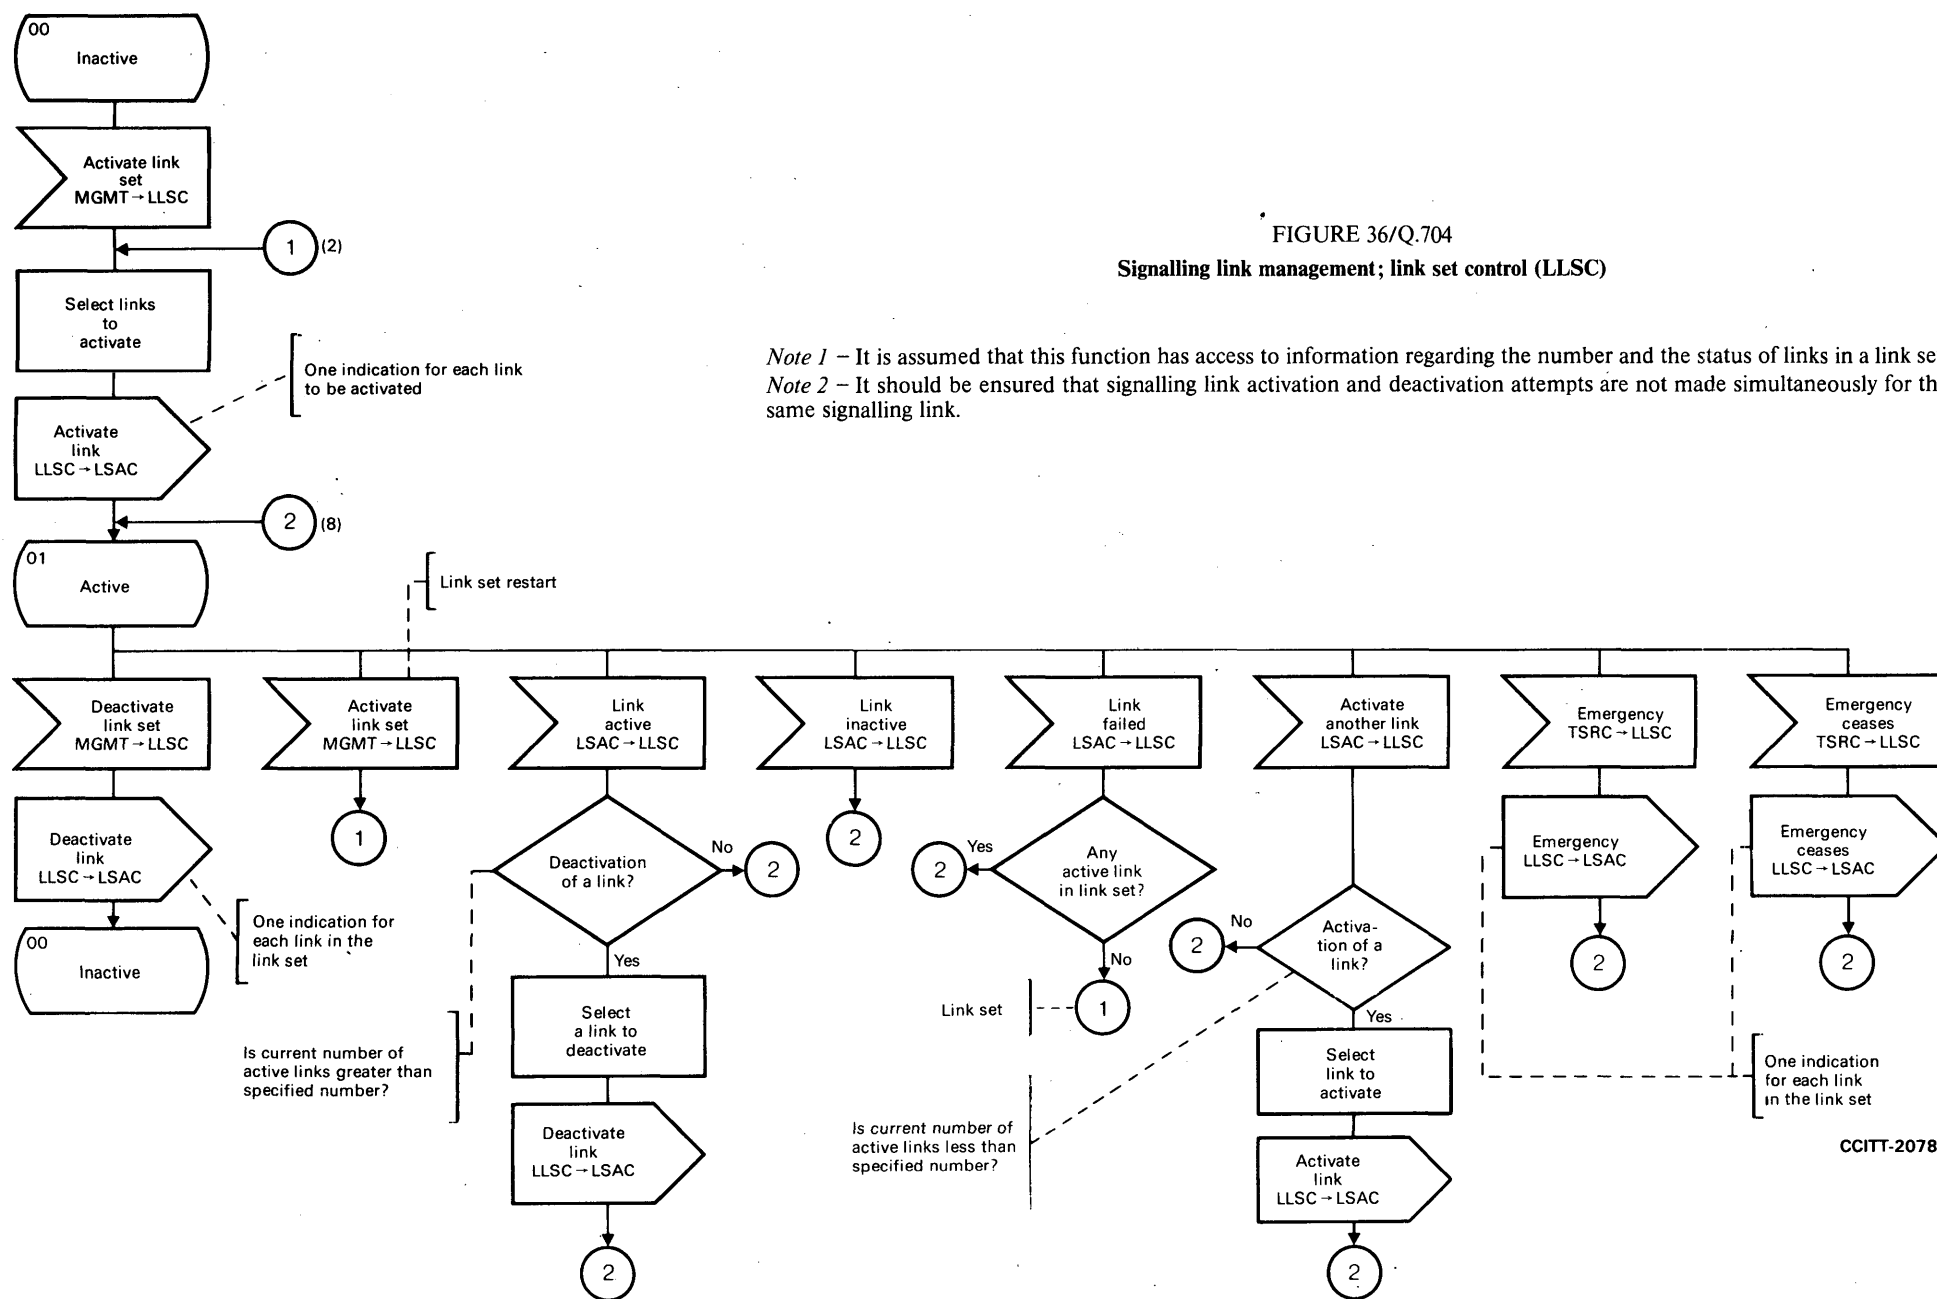 00
Inactive
Activate link
set
MGMT → LLSC
1 (2)
Select links
to
activate
One indication for each link
to be activated
Activate
link
LLSC → LSAC
2 (8)
FIGURE 36/Q.704
Signalling link management; link set control (LLSC)
Note 1 – It is assumed that this function has access to information regarding the number and the status of links in a link se
Note 2 – It should be ensured that signalling link activation and deactivation attempts are not made simultaneously for th
same signalling link.
01
Active
Link set restart
Deactivate
link set
MGMT → LLSC
Activate
link set
MGMT → LLSC
Link
active
LSAC → LLSC
Link
inactive
LSAC → LLSC
Link
failed
LSAC → LLSC
Activate
another link
LSAC → LLSC
Emergency
TSRC → LLSC
Emergency
ceases
TSRC → LLSC
Deactivate
link
LLSC → LSAC
1
Deactivation
of a link?
No
2
2
2
Yes
Any
active link
in link set?
Emergency
LLSC → LSAC
Emergency
ceases
LLSC → LSAC
One indication for
each link in the
link set
00
Inactive
Yes
No
2
No
Activa-
tion of a
link?
2
2
Select
a link to
deactivate
Link set
1
Yes
Is current number of
active links greater than
specified number?
Select
link to
activate
One indication
for each link
in the link set
Deactivate
link
LLSC → LSAC
Is current number of
active links less than
specified number?
Activate
link
LLSC → LSAC
CCITT-2078
2
2